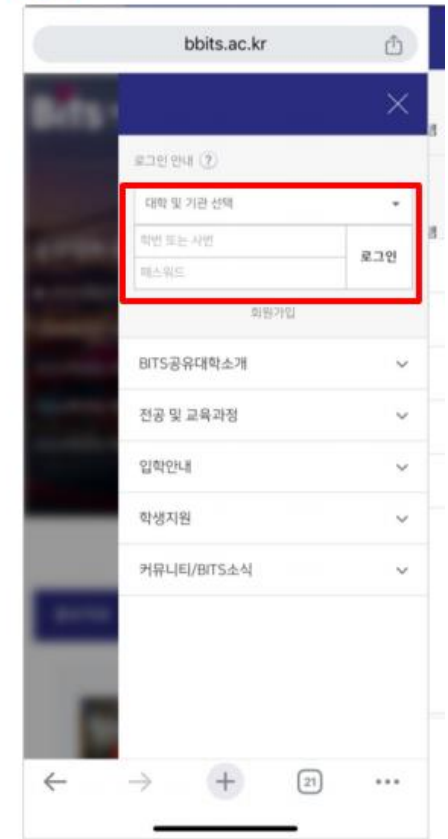 bbits.ac.kr
Bits
로그인 안내 ?
대학 및 기관 선택
학번 또는 사번
패스워드
로그인
회원가입
BITS공유대학소개
전공 및 교육과정
입학안내
학생지원
커뮤니티/BITS소식
21